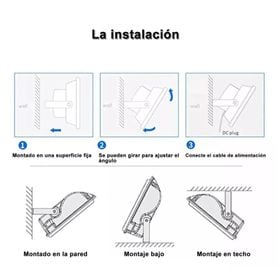 La instalación
wall
wall
DC plug
1
2
3
Montado en una superficie fija
Se pueden girar para ajustar el
ángulo
Conecte el cable de alimentación
Montado en la pared
Montaje bajo
Montaje en techo